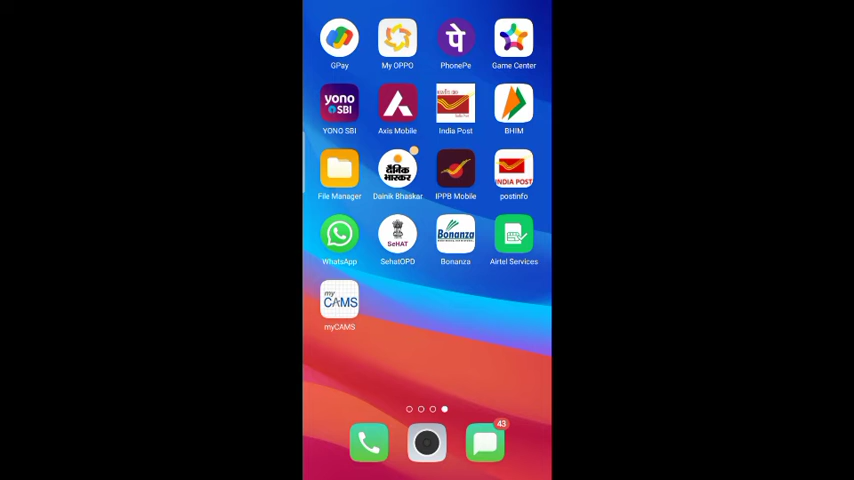 GPay
My OPPO
पे
PhonePe
Game Center
yono
SBI
YONO SBI
Axis Mobile
India Post
BHIM
File Manager
दैनिक
भास्कर
Dainik Bhaskar
IPPB Mobile
INDIA POST
postinfo
WhatsApp
SeHAT
SehatOPD
Bonanza
Bonanza
Airtel Services
my
CAMS
myCAMS
43